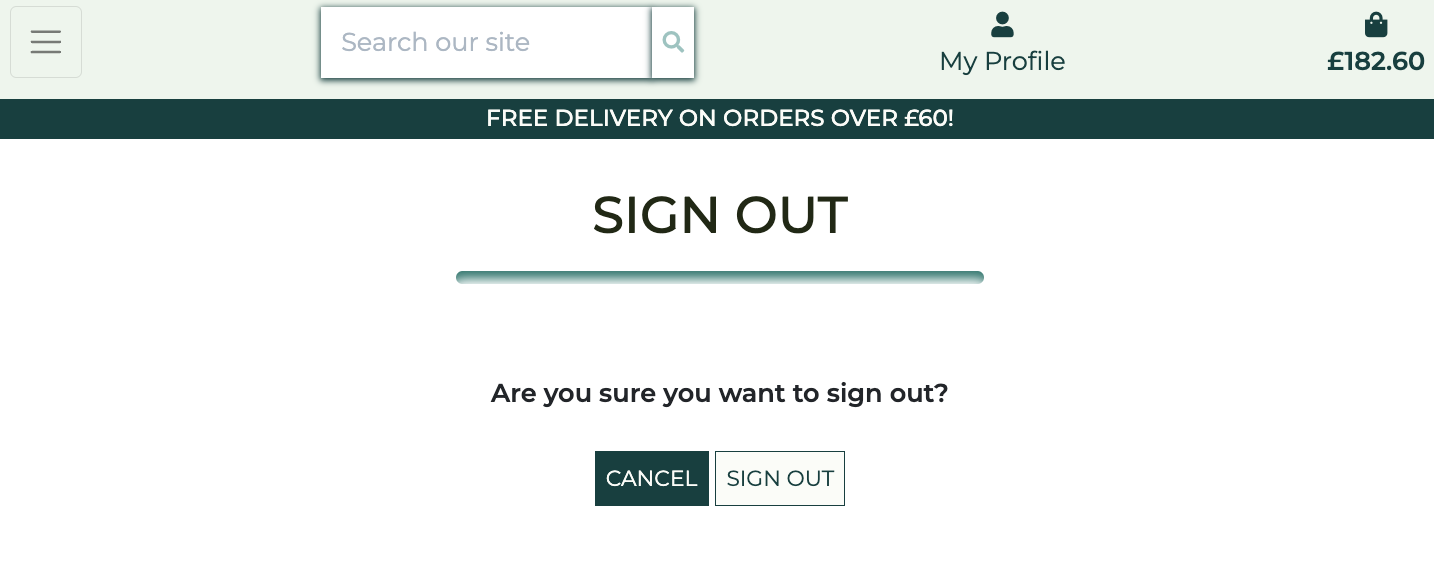 Search our site
My Profile
£182.60
FREE DELIVERY ON ORDERS OVER £60!
SIGN OUT
Are you sure you want to sign out?
CANCEL
SIGN OUT